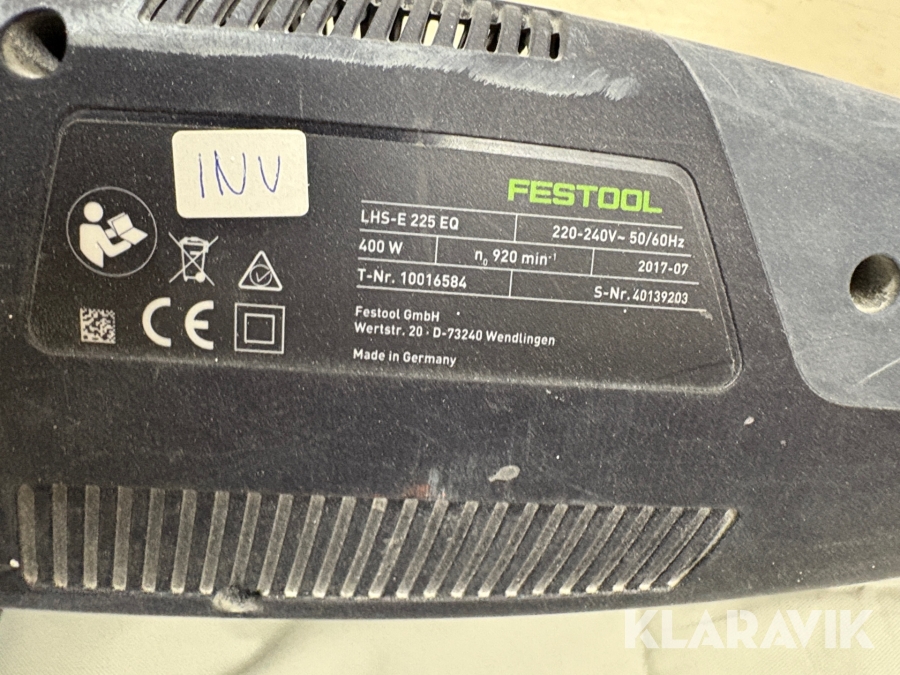 INV
FESTOOL
LHS-E 225 EQ 220-240V~ 50/60Hz
400 W n₀ 920 min⁻¹ 2017-07
T-Nr. 10016584 S-Nr. 40139203
Festool GmbH
Wertstr. 20 · D-73240 Wendlingen
Made in Germany
CE
KLARAVIK